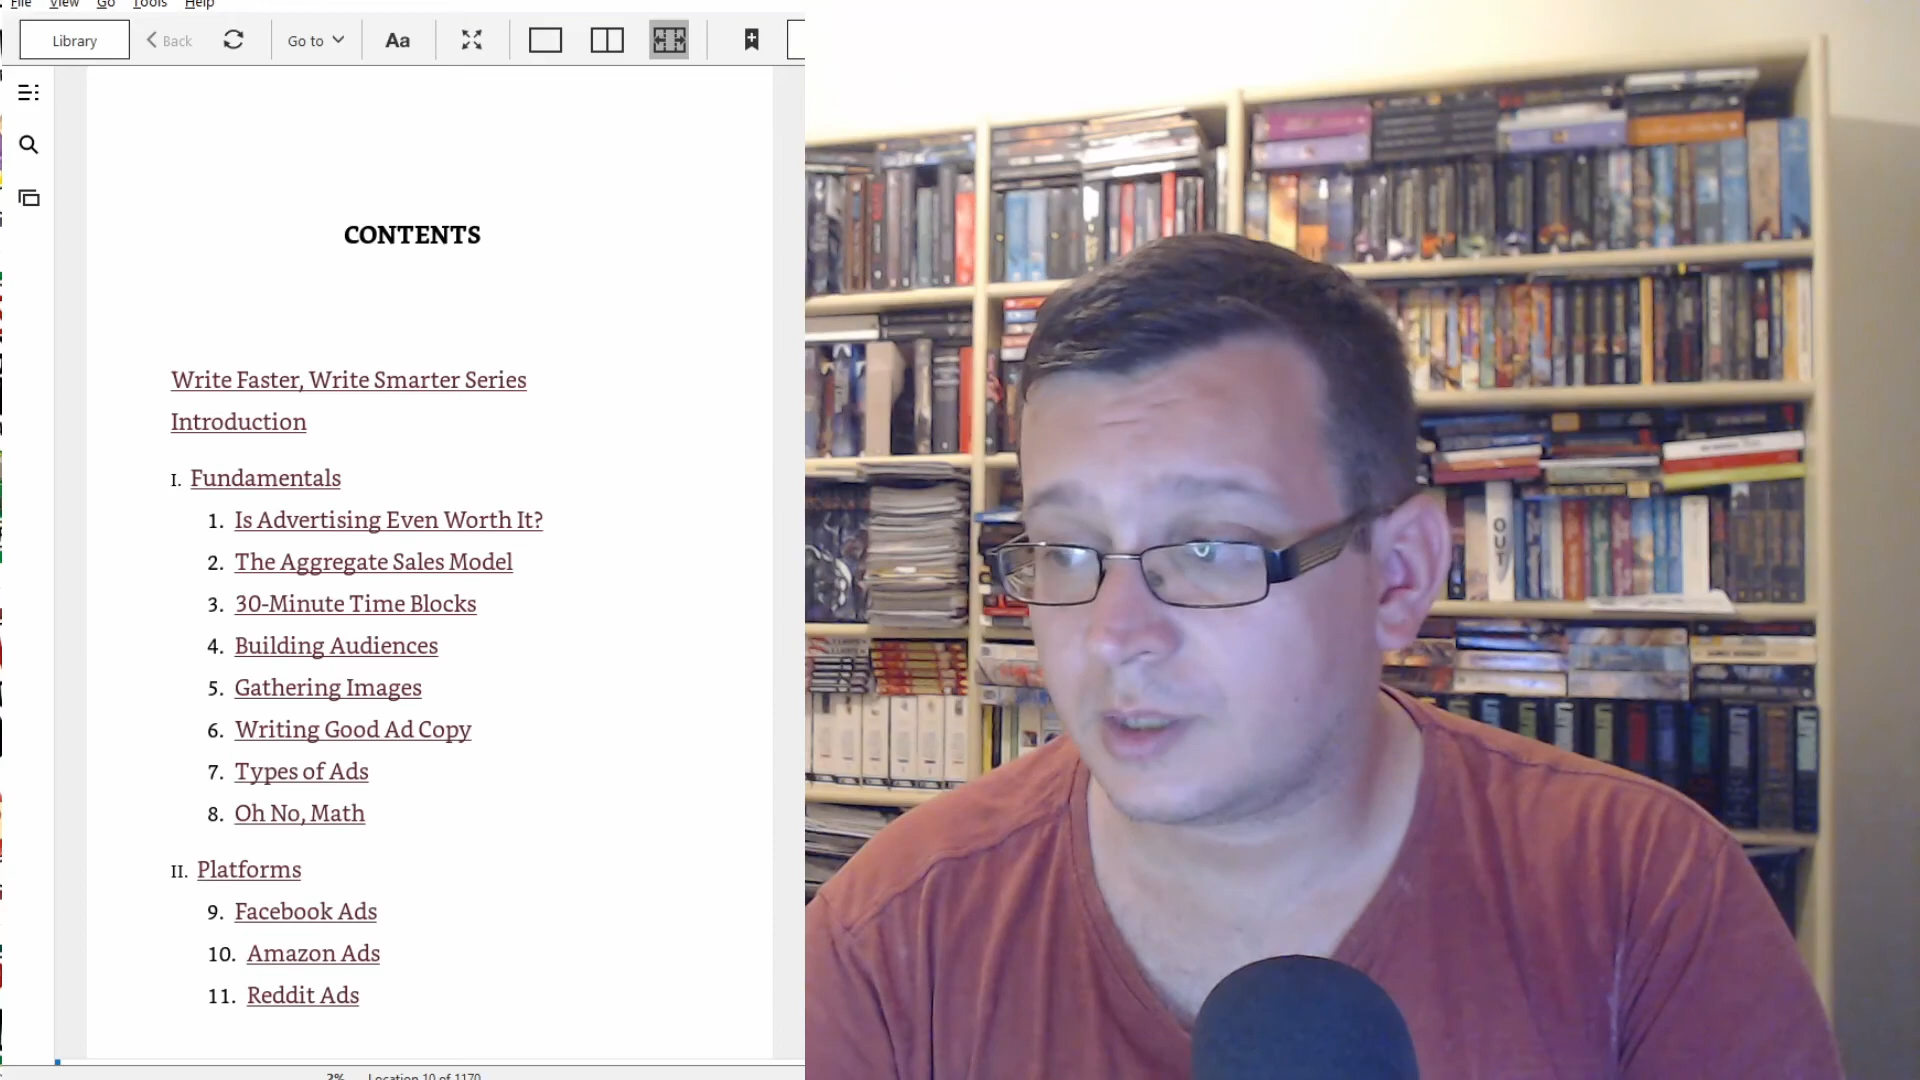 File View Go Tools Help
Library Back Go to Aa
CONTENTS
Write Faster, Write Smarter Series
Introduction
I. Fundamentals
1. Is Advertising Even Worth It?
2. The Aggregate Sales Model
3. 30-Minute Time Blocks
4. Building Audiences
5. Gathering Images
6. Writing Good Ad Copy
7. Types of Ads
8. Oh No, Math
II. Platforms
9. Facebook Ads
10. Amazon Ads
11. Reddit Ads
2% Location 10 of 1170
OUT